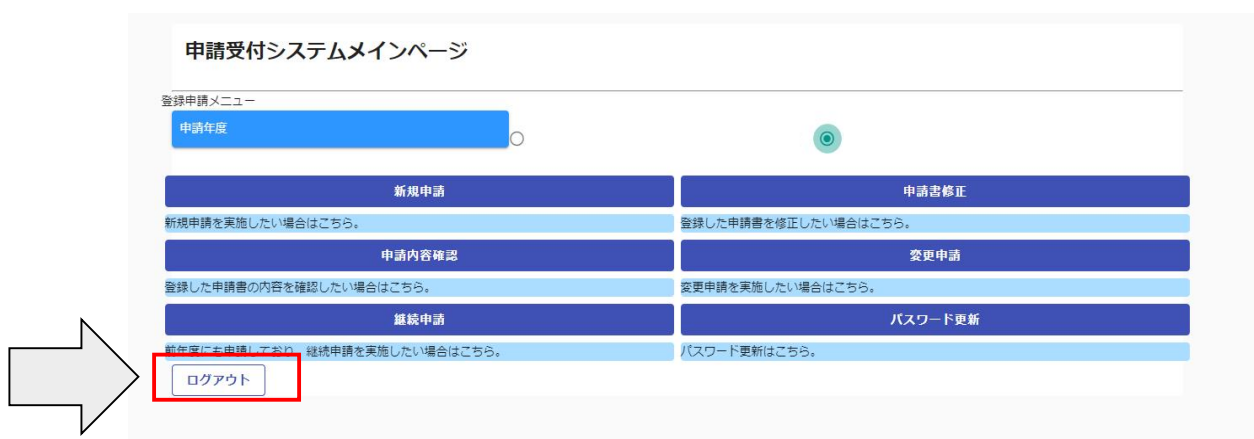 申請受付システムメインページ
登録申請メニュー
申請年度
新規申請
申請書修正
新規申請を実施したい場合はこちら。
登録した申請書を修正したい場合はこちら。
申請内容確認
変更申請
登録した申請書の内容を確認したい場合はこちら。
変更申請を実施したい場合はこちら。
継続申請
パスワード更新
前年度にも申請しており、継続申請を実施したい場合はこちら。
パスワード更新はこちら。
ログアウト